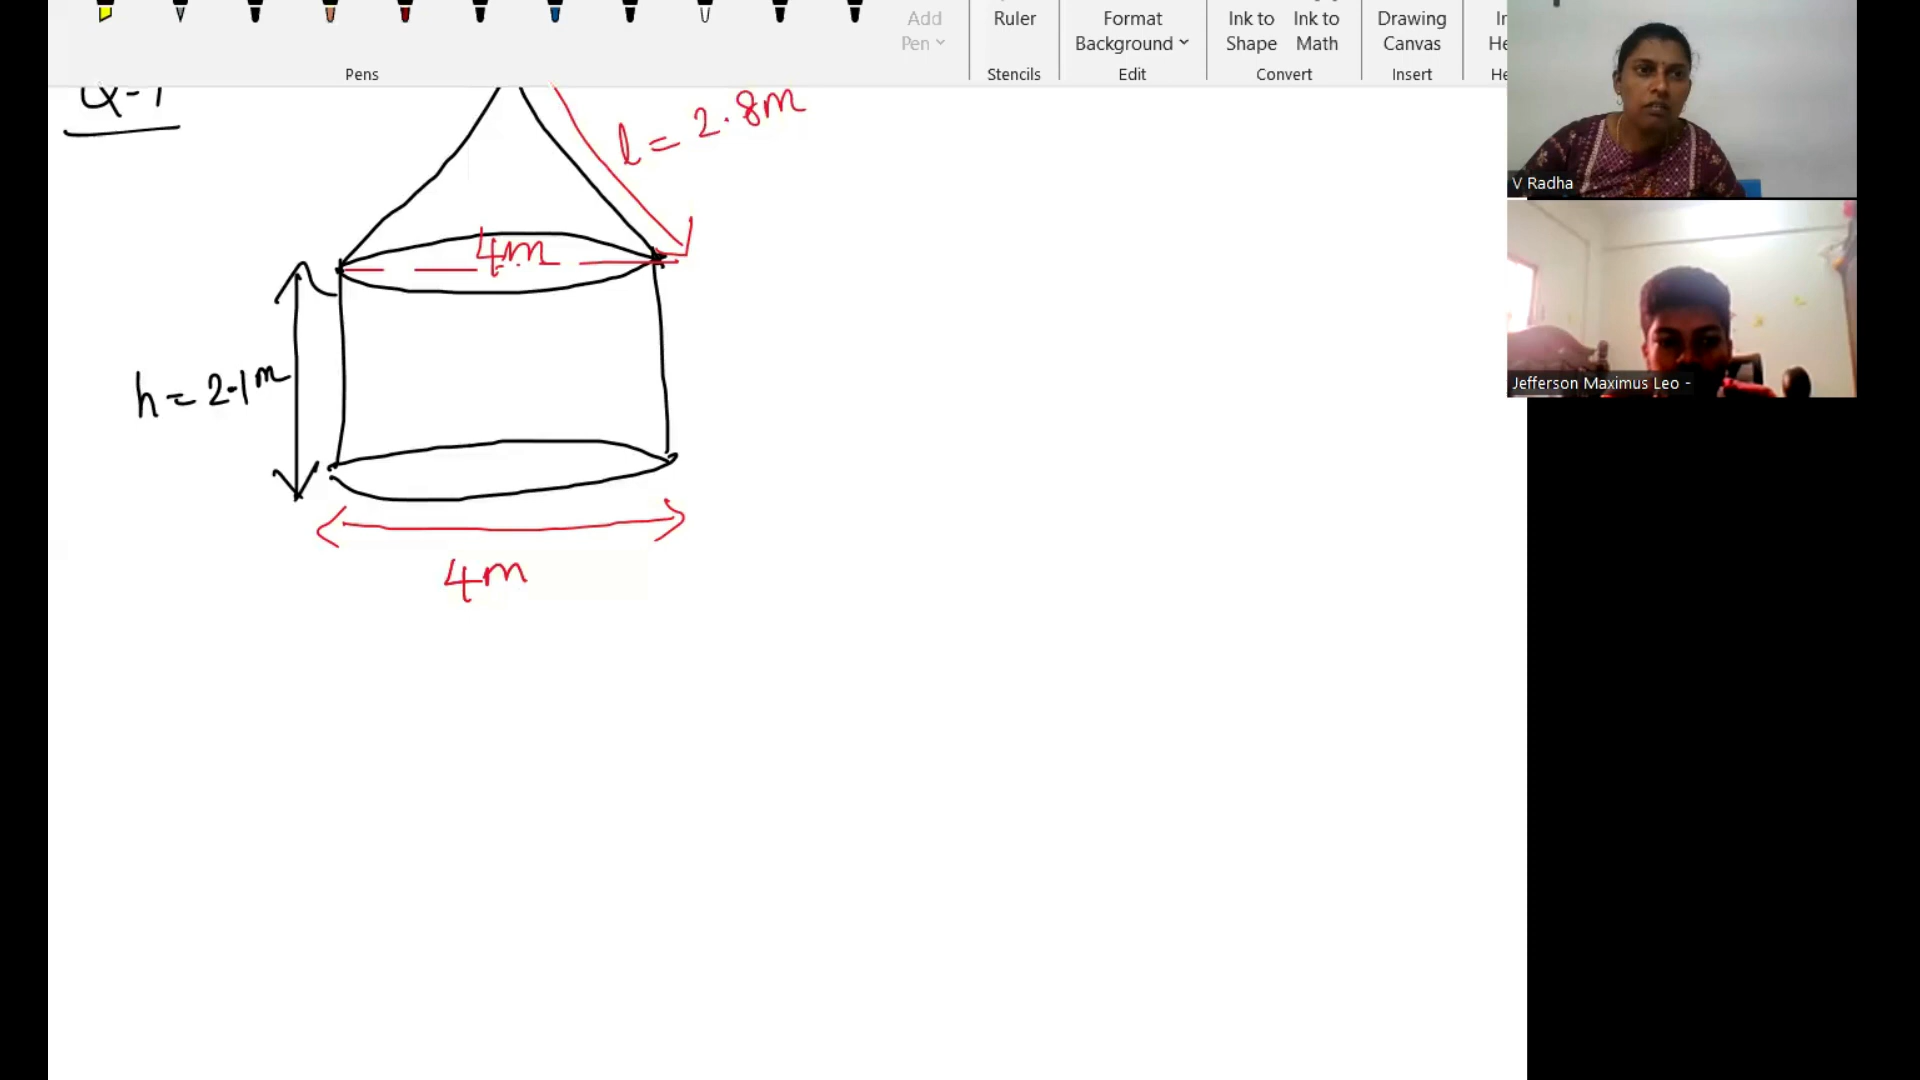 Add
Pen
Ruler
Format
Background
Ink to
Shape
Ink to
Math
Drawing
Canvas
Pens
Stencils
Edit
Convert
Insert
Q-1
l = 2.8m
4m
h = 2.1m
4m
V Radha
Jefferson Maximus Leo -